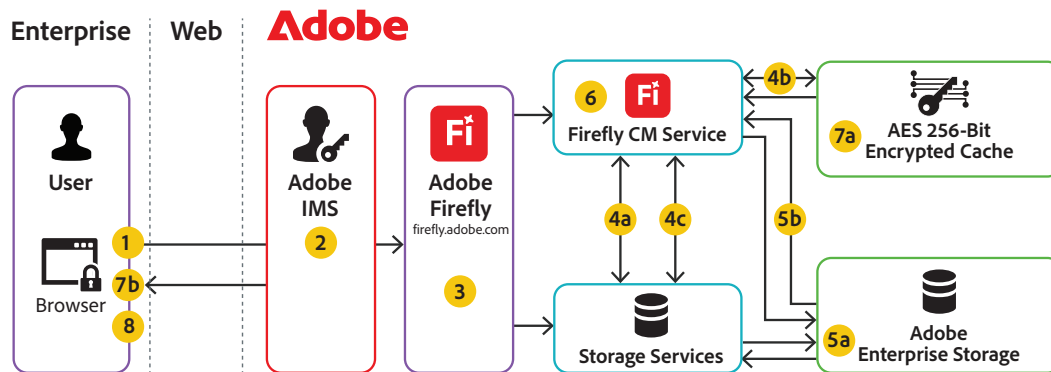 Enterprise
Web
Adobe
User
Browser
1
7b
8
Adobe
IMS
2
Fi
Adobe
Firefly
firefly.adobe.com
3
6
Fi
Firefly CM Service
4a
4c
Storage Services
4b
5b
7a
AES 256-Bit
Encrypted Cache
5a
Adobe
Enterprise Storage